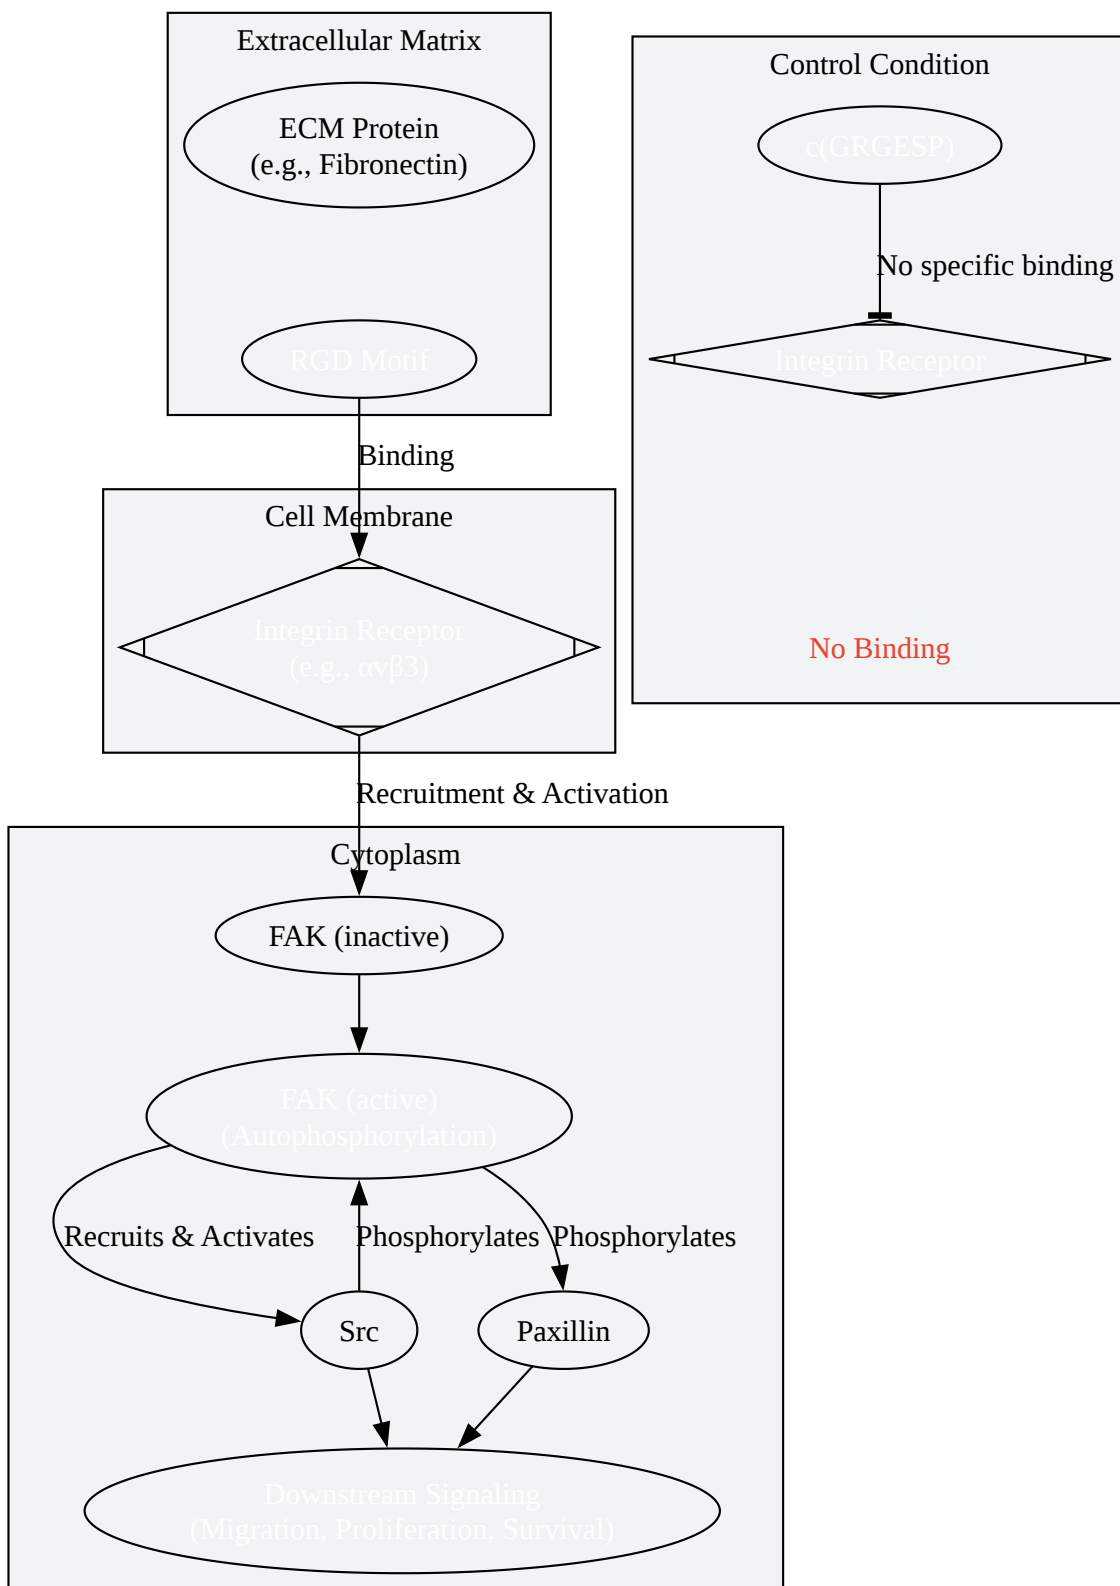 Extracellular Matrix
ECM Protein
(e.g., Fibronectin)
RGD Motif
Binding
Control Condition
c(GRGESP)
No specific binding
Integrin Receptor
No Binding
Cell Membrane
Integrin Receptor
(e.g., αvβ3)
Recruitment & Activation
Cytoplasm
FAK (inactive)
FAK (active)
(Autophosphorylation)
Recruits & Activates
Phosphorylates
Phosphorylates
Src
Paxillin
Downstream Signaling
(Migration, Proliferation, Survival)